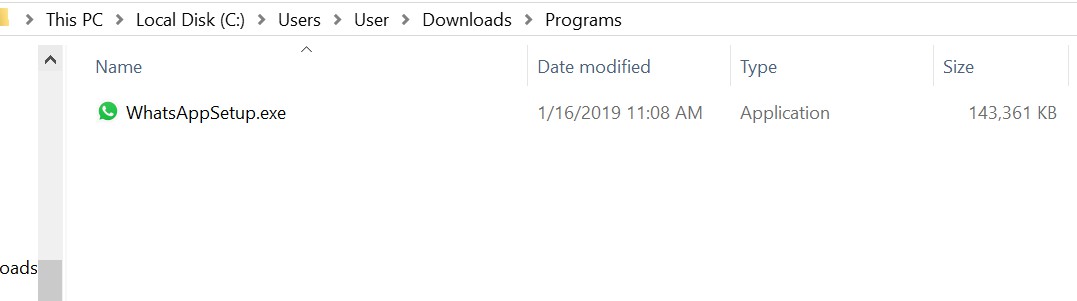 This PC > Local Disk (C:) > Users > User > Downloads > Programs
Name Date modified Type Size
WhatsAppSetup.exe 1/16/2019 11:08 AM Application 143,361 KB
oads